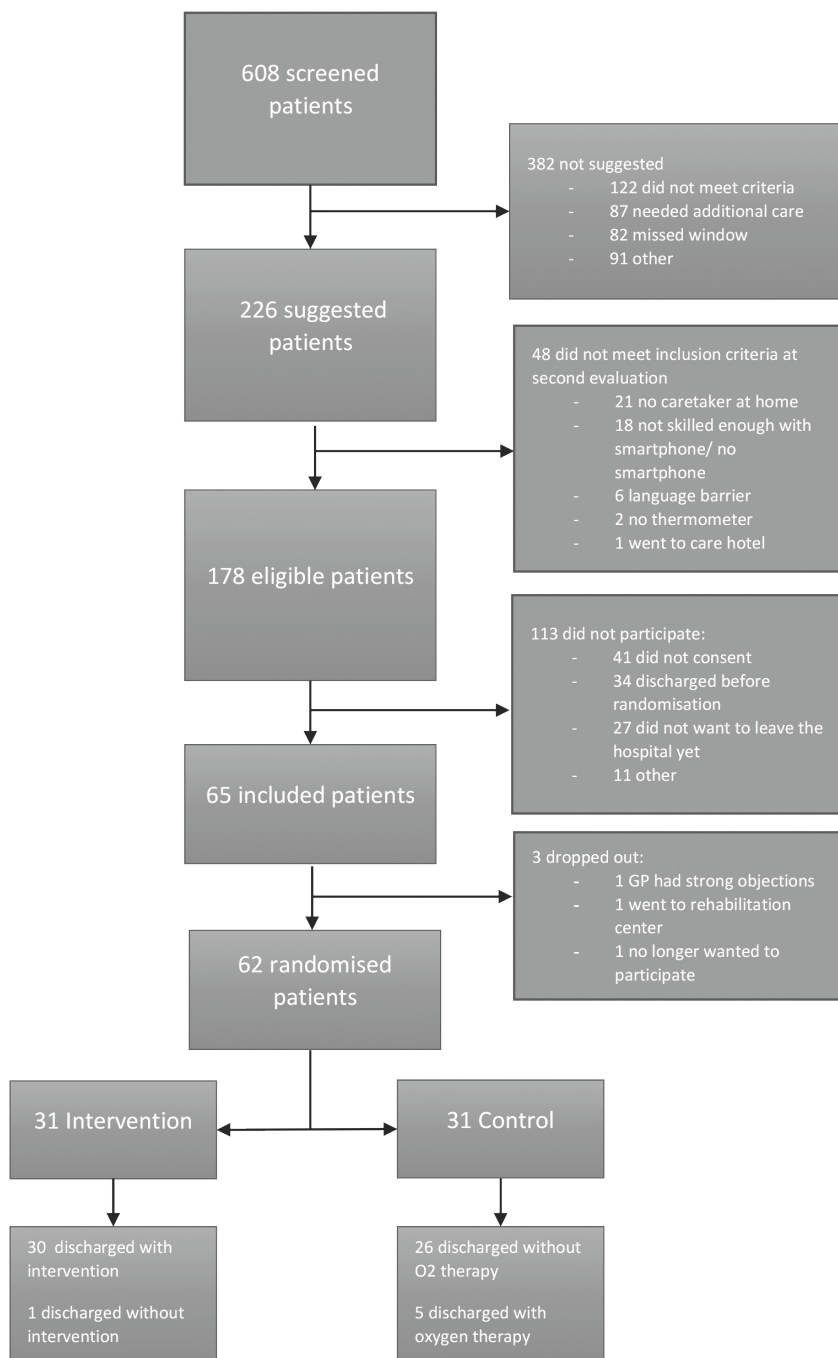 608 screened
patients
382 not suggested
- 122 did not meet criteria
- 87 needed additional care
- 82 missed window
- 91 other
226 suggested
patients
48 did not meet inclusion criteria at
second evaluation
- 21 no caretaker at home
- 18 not skilled enough with
smartphone/ no
smartphone
- 6 language barrier
- 2 no thermometer
- 1 went to care hotel
178 eligible patients
113 did not participate:
- 41 did not consent
- 34 discharged before
randomisation
- 27 did not want to leave the
hospital yet
- 11 other
65 included patients
3 dropped out:
- 1 GP had strong objections
- 1 went to rehabilitation
center
- 1 no longer wanted to
participate
62 randomised
patients
31 Intervention
31 Control
30 discharged with
intervention
1 discharged without
intervention
26 discharged without
O2 therapy
5 discharged with
oxygen therapy